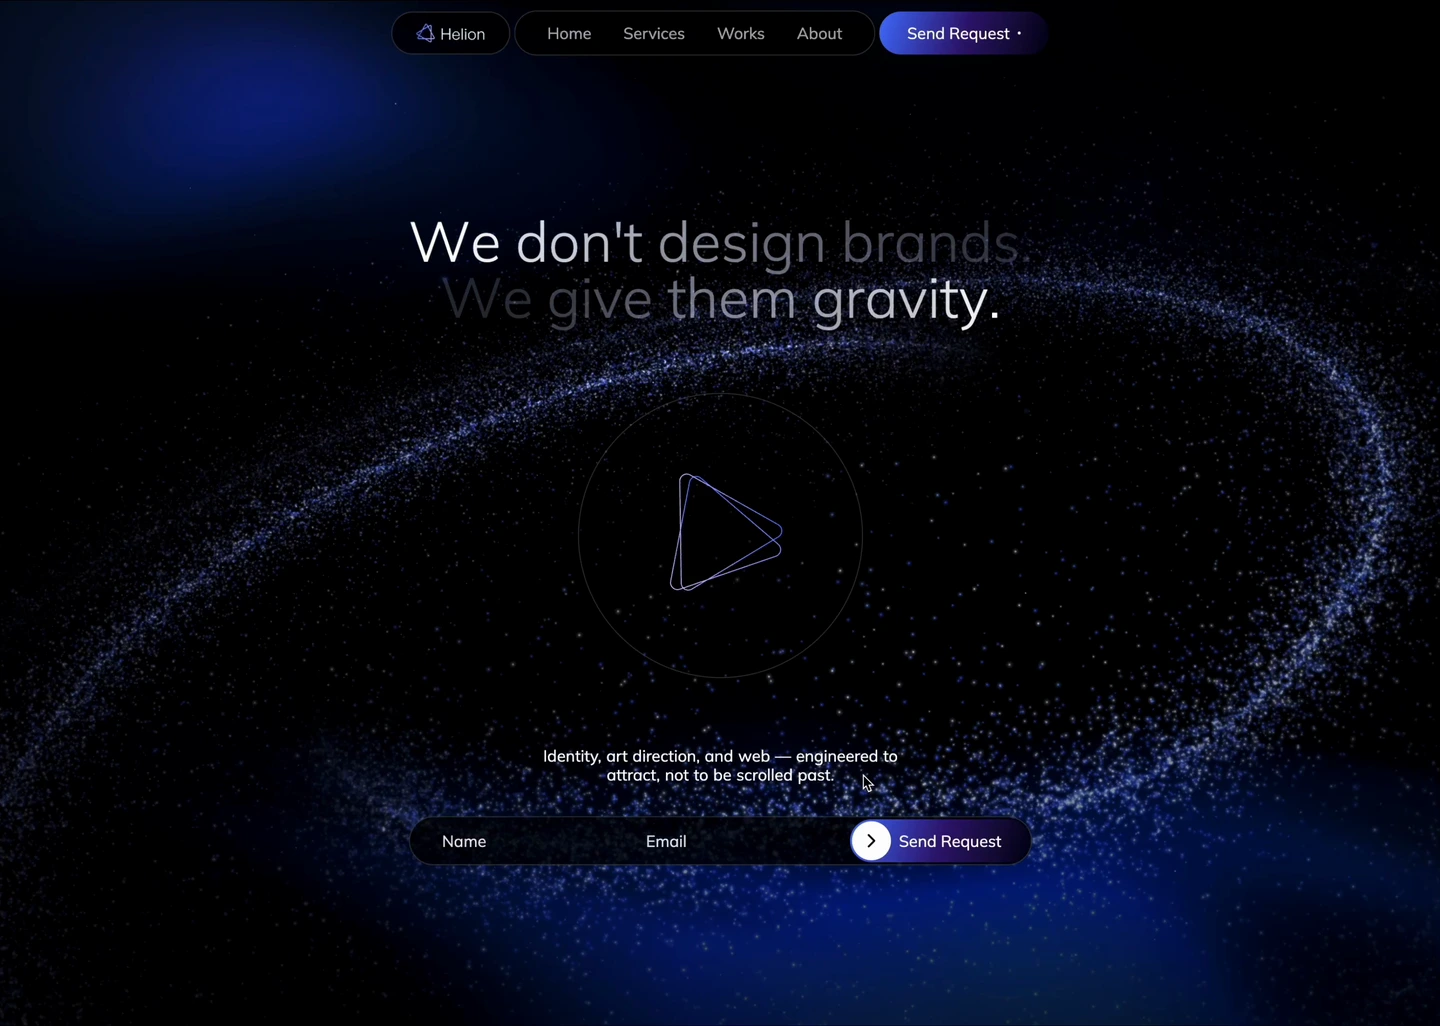 Helion
Home
Services
Works
About
Send Request
We don't design brands.
We give them gravity.
Identity, art direction, and web — engineered to
attract, not to be scrolled past.
Name
Email
Send Request